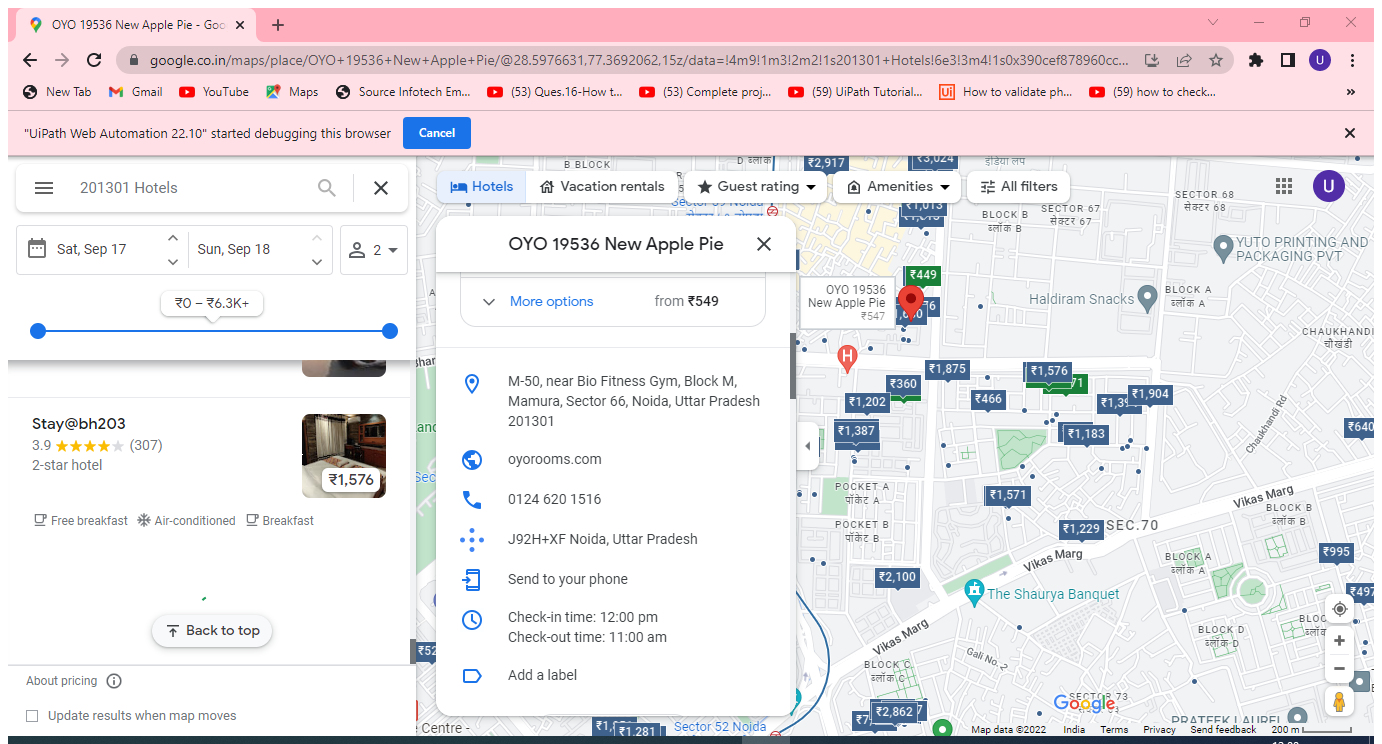 OYO 19536 New Apple Pie - Goo
google.co.in/maps/place/OYO+19536+New+Apple+Pie/@28.5976631,77.3692062,15z/data=!4m9!1m3!2m2!1s201301+Hotels!6e3!3m4!1s0x390cef878960cc...
U
New Tab
Gmail
YouTube
Maps
Source Infotech Em...
(53) Ques.16-How t...
(53) Complete proj...
(59) UiPath Tutorial...
Ui How to validate ph...
(59) how to check...
»
"UiPath Web Automation 22.10" started debugging this browser
Cancel
201301 Hotels
Sat, Sep 17
Sun, Sep 18
2
₹0 – ₹6.3K+
Stay@bh203
3.9 (307)
2-star hotel
₹1,576
Free breakfast
Air-conditioned
Breakfast
Back to top
About pricing
Update results when map moves
Hotels
Vacation rentals
Guest rating
Amenities
All filters
U
OYO 19536 New Apple Pie
More options
from ₹549
M-50, near Bio Fitness Gym, Block M,
Mamura, Sector 66, Noida, Uttar Pradesh
201301
oyorooms.com
0124 620 1516
J92H+XF Noida, Uttar Pradesh
Send to your phone
Check-in time: 12:00 pm
Check-out time: 11:00 am
Add a label
B BLOCK
D ब्लॉक
₹2,917
₹3,024
इंडिया लप
SECTOR 67
सेक्टर 67
SECTOR 68
सेक्टर 68
Sector 59 Noida
₹1,013
BLOCK B
ब्लॉक B
YUTO PRINTING AND
PACKAGING PVT
₹449
OYO 19536
New Apple Pie
₹547
Haldiram Snacks
BLOCK A
ब्लॉक A
CHAUKHANDI
चौखंडी
H
₹1,875
₹1,576
71
₹360
₹466
₹1,202
₹1,904
₹1,387
₹1,183
Chaukhandi Rd
₹640
POCKET A
पॉकेट A
₹1,571
Vikas Marg
POCKET B
पॉकेट B
₹1,229
SEC.70
BLOCK B
ब्लॉक B
Vikas Marg
BLOCK A
ब्लॉक A
₹995
₹2,100
The Shaurya Banquet
₹497
Vikas Marg
BLOCK D
ब्लॉक D
BLOC
ब्लॉक
Gali No. 2
BLOCK C
ब्लॉक C
₹52
SECTOR 73
Google
₹2,862
PRATEEK LAUREL
Centre -
₹1,281
Sector 52 Noida
Map data ©2022
India
Terms
Privacy
Send feedback
200 m